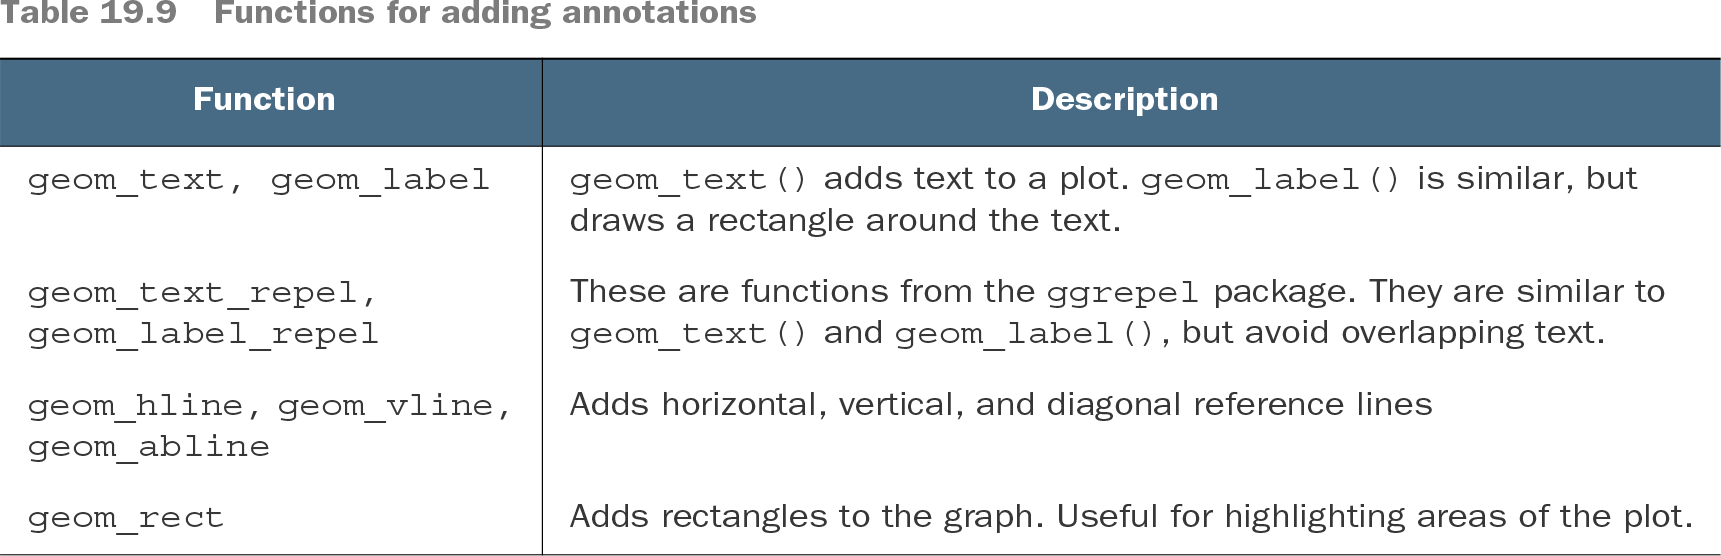 Table 19.9 Functions for adding annotations
Function Description
geom_text, geom_label geom_text() adds text to a plot. geom_label() is similar, but
draws a rectangle around the text.
geom_text_repel, These are functions from the ggrepel package. They are similar to
geom_label_repel geom_text() and geom_label(), but avoid overlapping text.
geom_hline, geom_vline, Adds horizontal, vertical, and diagonal reference lines
geom_abline
geom_rect Adds rectangles to the graph. Useful for highlighting areas of the plot.